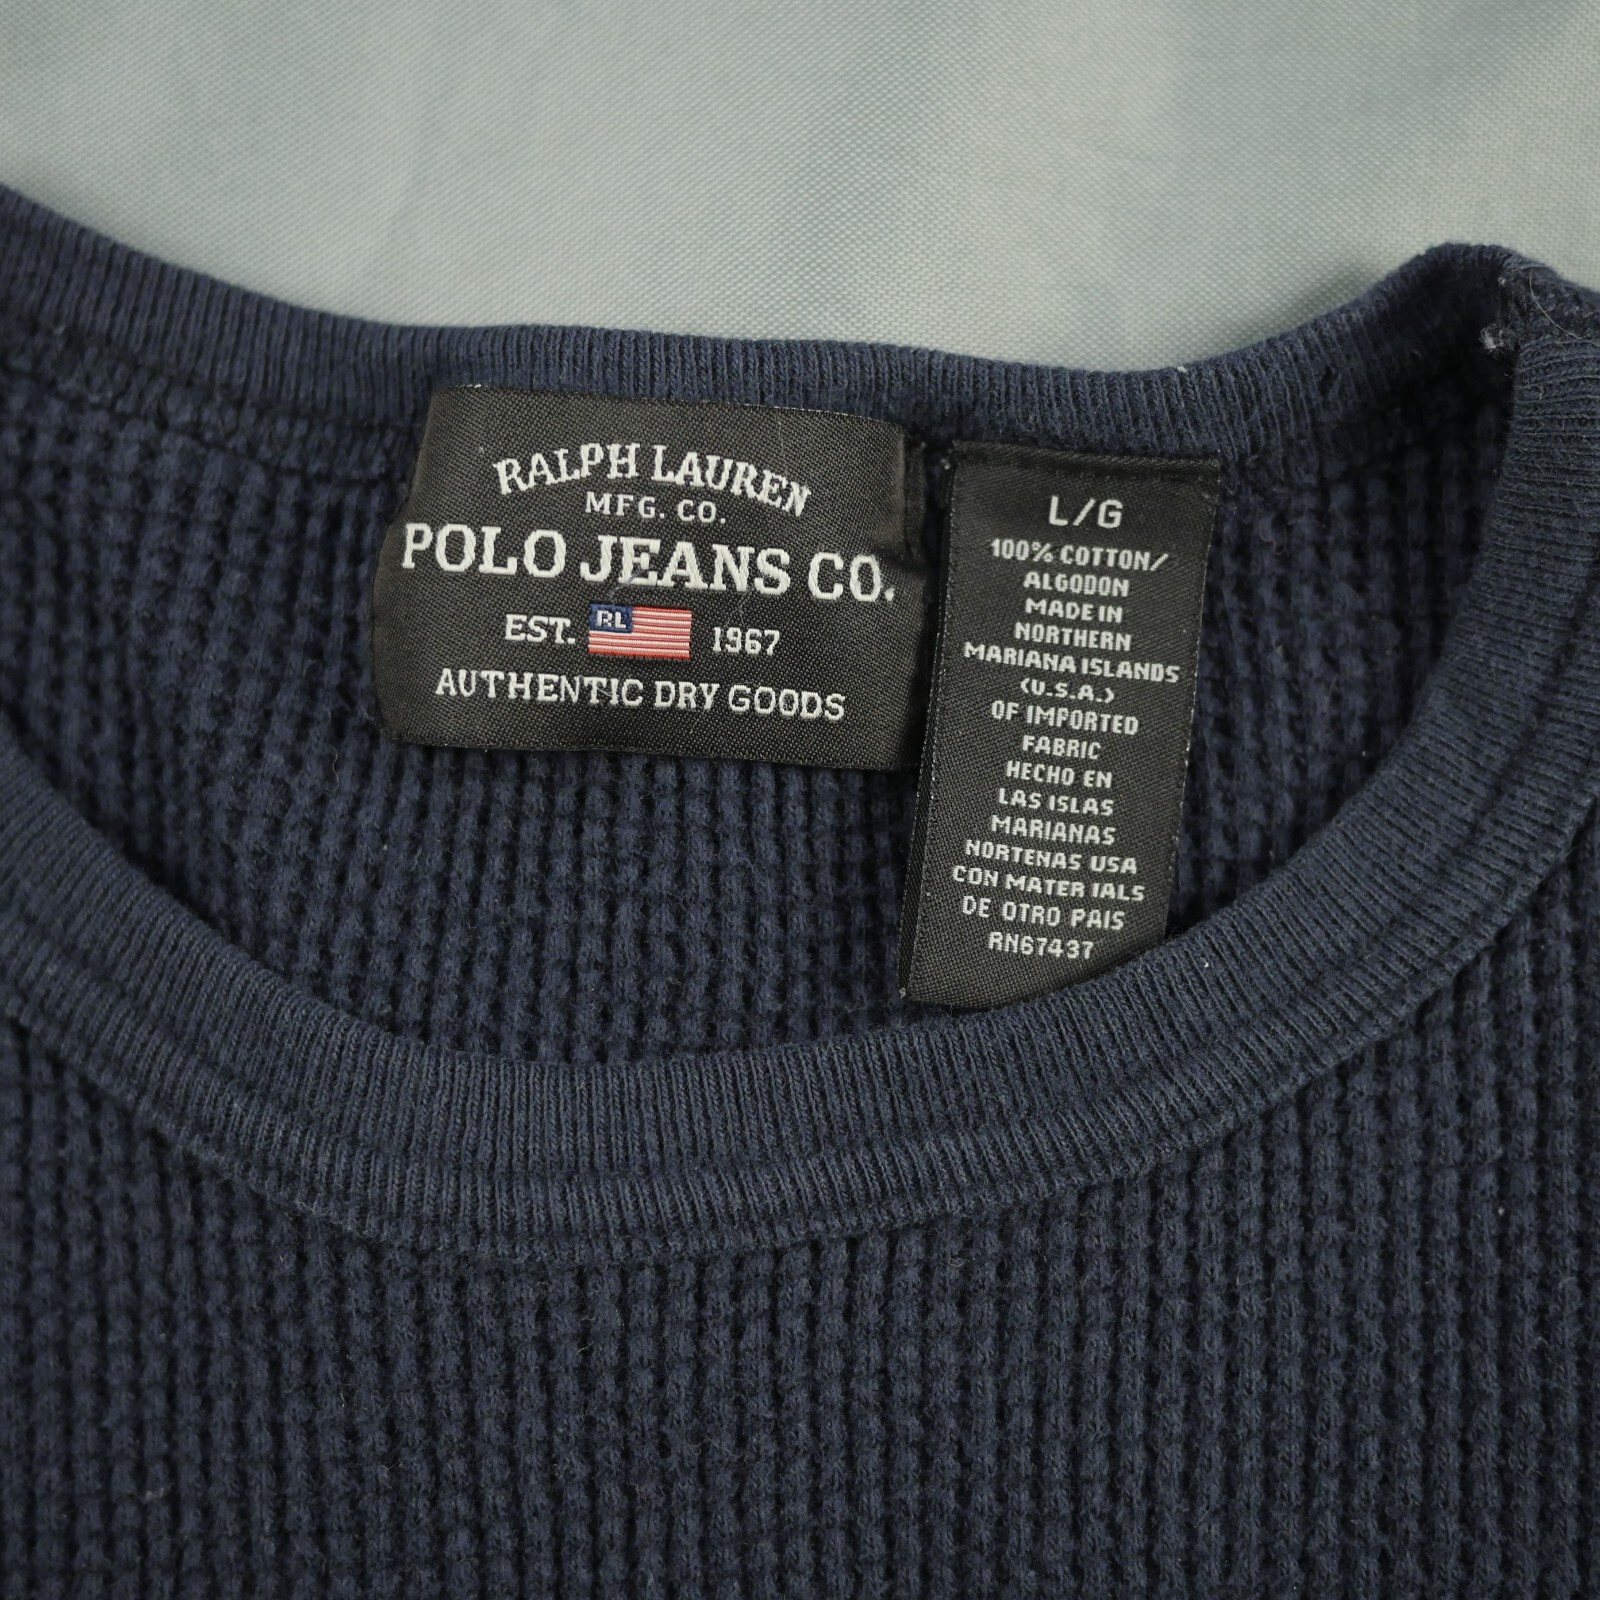 RALPH LAUREN
MFG. CO.
POLO JEANS CO.
EST. RL 1967
AUTHENTIC DRY GOODS
L/G
100% COTTON/
ALGODON
MADE IN
NORTHERN
MARIANA ISLANDS
(U.S.A.)
OF IMPORTED
FABRIC
HECHO EN
LAS ISLAS
MARIANAS
NORTENAS USA
CON MATER IALS
DE OTRO PAIS
RN67437